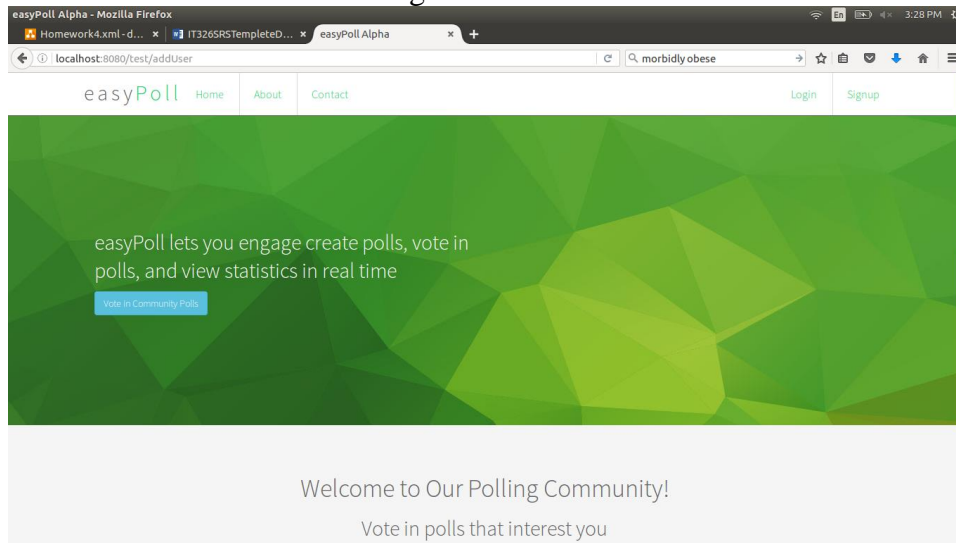 easyPoll Alpha - Mozilla Firefox
En
3:28 PM
Homework4.xml - d...
IT326SRSTempleteD...
easyPoll Alpha
localhost:8080/test/addUser
morbidly obese
easyPoll
Home
About
Contact
Login
Signup
easyPoll lets you engage create polls, vote in
polls, and view statistics in real time
Vote in Community Polls
Welcome to Our Polling Community!
Vote in polls that interest you